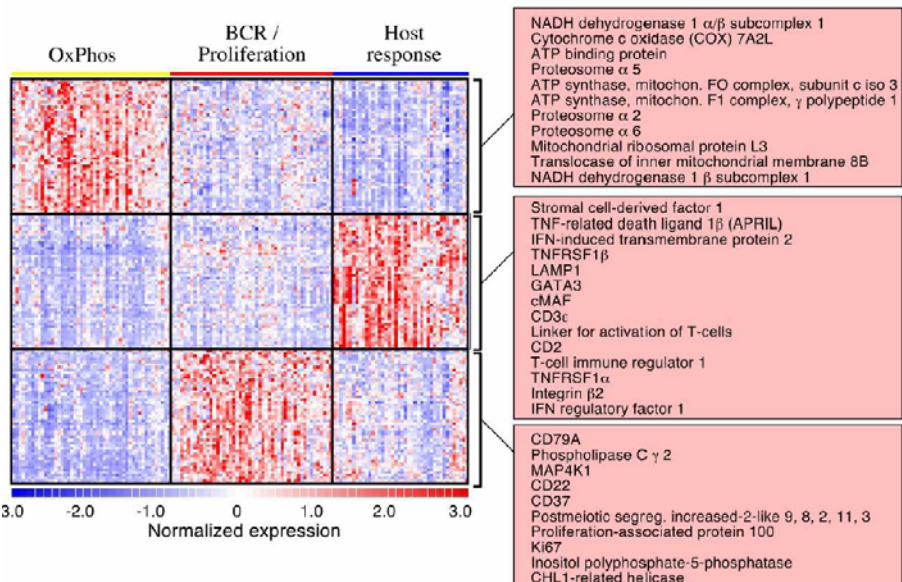 OxPhos
BCR /
Proliferation
Host
response
3.0 -2.0 -1.0 0 1.0 2.0 3.0
Normalized expression
NADH dehydrogenase 1 α/β subcomplex 1
Cytochrome c oxidase (COX) 7A2L
ATP binding protein
Proteosome α 5
ATP synthase, mitochon. FO complex, subunit c iso 3
ATP synthase, mitochon. F1 complex, γ polypeptide 1
Proteosome α 2
Proteosome α 6
Mitochondrial ribosomal protein L3
Translocase of inner mitochondrial membrane 8B
NADH dehydrogenase 1 β subcomplex 1
Stromal cell-derived factor 1
TNF-related death ligand 1β (APRIL)
IFN-induced transmembrane protein 2
TNFRSF1β
LAMP1
GATA3
cMAF
CD3ε
Linker for activation of T-cells
CD2
T-cell immune regulator 1
TNFRSF1α
Integrin β2
IFN regulatory factor 1
CD79A
Phospholipase C γ 2
MAP4K1
CD22
CD37
Postmeiotic segreg. increased-2-like 9, 8, 2, 11, 3
Proliferation-associated protein 100
Ki67
Inositol polyphosphate-5-phosphatase
CHL1-related helicase